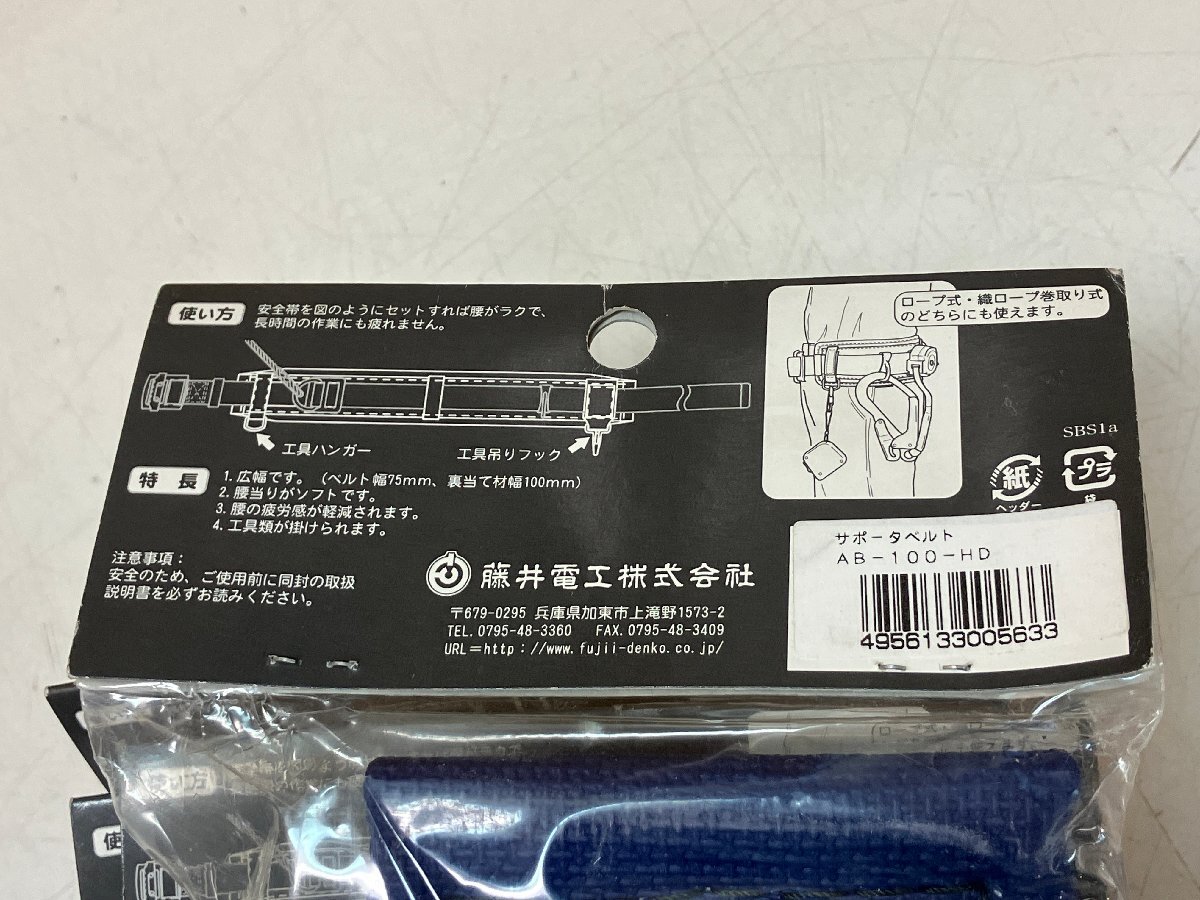 使い方
安全帯を図のようにセットすれば腰がラクで、
長時間の作業にも疲れません。
工具ハンガー
工具吊りフック
特長
1. 広幅です。（ベルト幅75mm、裏当て材幅100mm）
2. 腰当りがソフトです。
3. 腰の疲労感が軽減されます。
4. 工具類が掛けられます。
注意事項：
安全のため、ご使用前に同封の取扱
説明書を必ずお読みください。
藤井電工株式会社
〒679-0295 兵庫県加東市上滝野1573-2
TEL. 0795-48-3360 FAX. 0795-48-3409
URL=http://www.fujii-denko.co.jp/
ロープ式・織ロープ巻取り式
のどちらにも使えます。
SBS1a
紙
ヘッダー
プラ
袋
サポータベルト
AB-100-HD
4956133005633
使い方
使